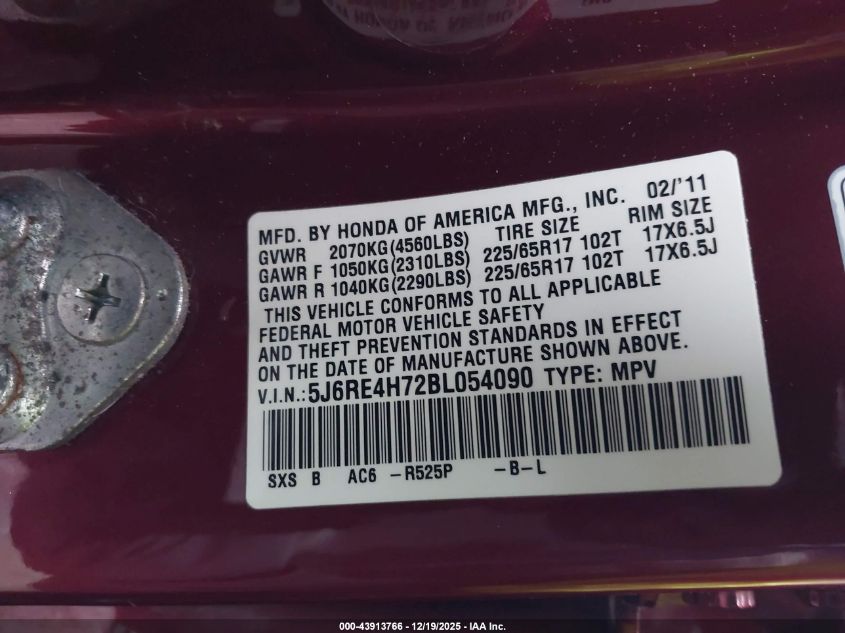 MFD. BY HONDA OF AMERICA MFG., INC. 02/'11
GVWR 2070KG(4560LBS) TIRE SIZE RIM SIZE
GAWR F 1050KG(2310LBS) 225/65R17 102T 17X6.5J
GAWR R 1040KG(2290LBS) 225/65R17 102T 17X6.5J
THIS VEHICLE CONFORMS TO ALL APPLICABLE
FEDERAL MOTOR VEHICLE SAFETY
AND THEFT PREVENTION STANDARDS IN EFFECT
ON THE DATE OF MANUFACTURE SHOWN ABOVE.
V.I.N.: 5J6RE4H72BL054090 TYPE: MPV
SXS B AC6 -R525P -B-L
000-43913766 - 12/19/2025 - IAA Inc.